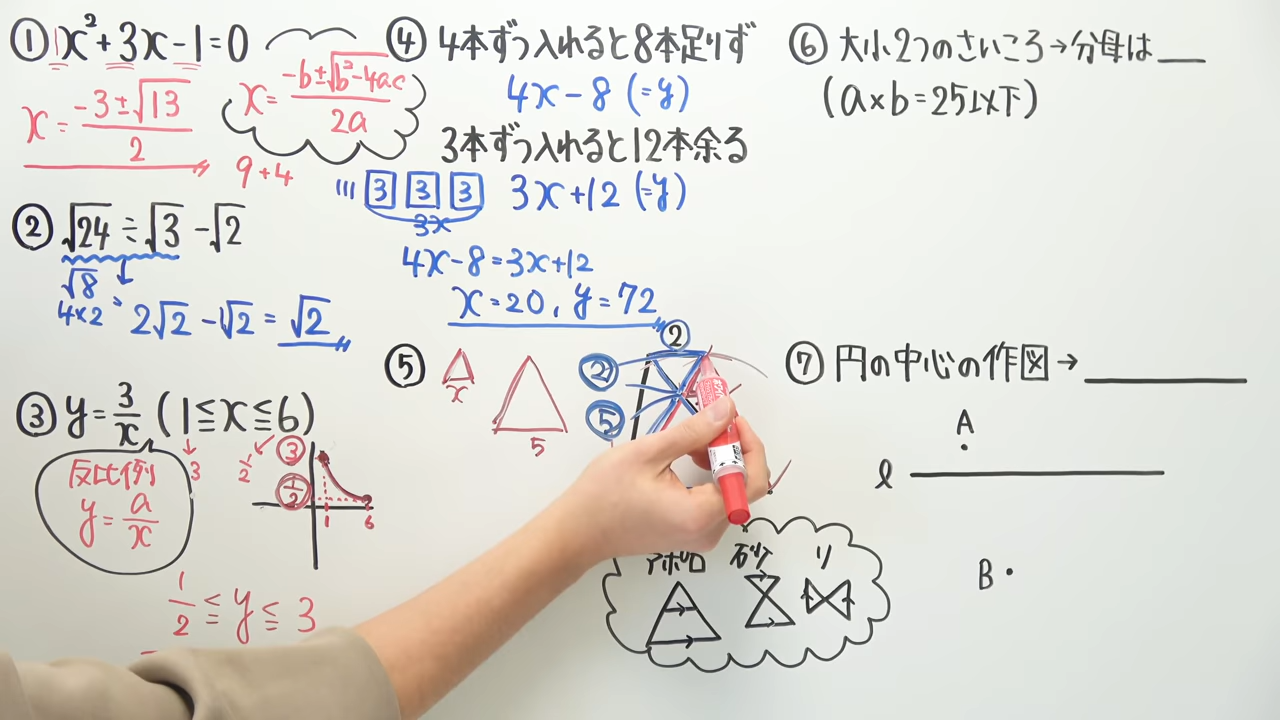 ① 1x²+3x-1=0
x=(-3±√13)/2
x=(-b±√(b²-4ac))/2a
9+4
② √24÷√3-√2
√8
4×2
2√2-1√2=√2
③ y=3/x (1≦x≦6)
3
1/2
反比例
y=a/x
③
1/2
1
6
1/2≦y≦3
④ 4本ずつ入れると8本足りず
4x-8 (=y)
3本ずつ入れると12本余る
3 3 3
3x
3x+12 (=y)
4x-8=3x+12
x=20, y=72
⑤
x
5
②
②
⑤
アポロ
リ
⑥ 大小2つのさいころ→分母は
(a×b=25以下)
⑦ 円の中心の作図→
A
ℓ
B